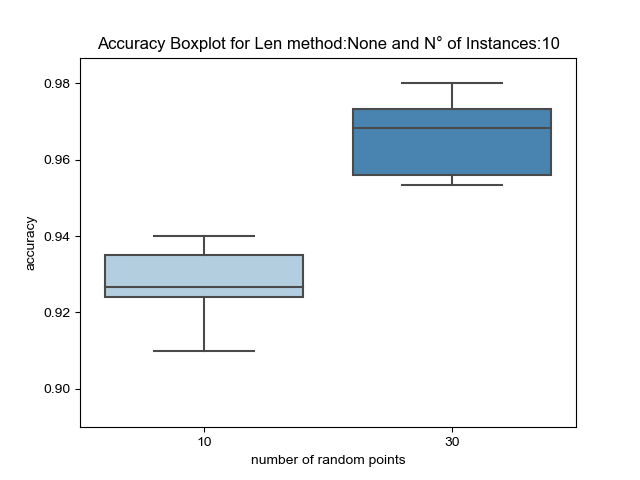 Accuracy Boxplot for Len method:None and N° of Instances:10
0.98
0.96
0.94
0.92
0.90
accuracy
10
30
number of random points